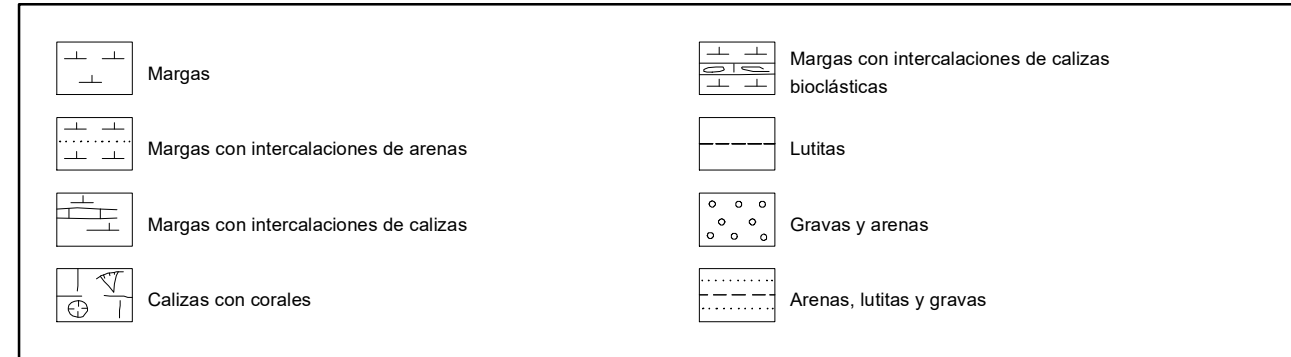 Margas
Margas con intercalaciones de arenas
Margas con intercalaciones de calizas
Calizas con corales
Margas con intercalaciones de calizas
bioclásticas
Lutitas
Gravas y arenas
Arenas, lutitas y gravas